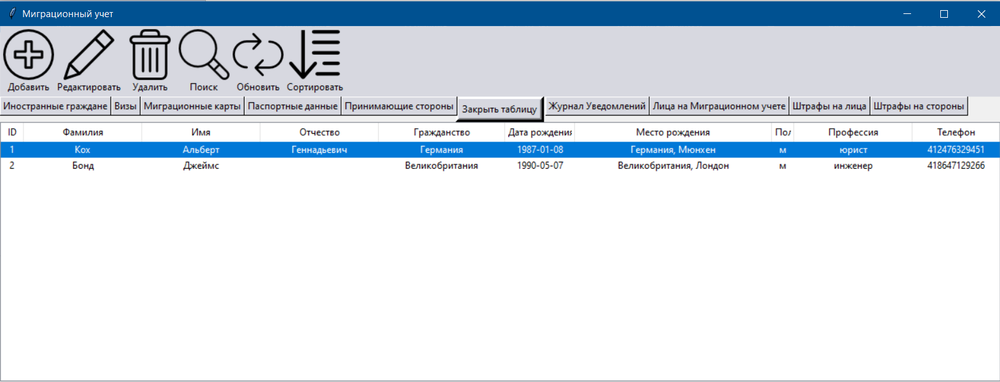 Миграционный учет
Добавить Редактировать Удалить Поиск Обновить Сортировать
Иностранные граждане Визы Миграционные карты Паспортные данные Принимающие стороны Закрыть таблицу Журнал Уведомлений Лица на Миграционном учете Штрафы на лица Штрафы на стороны
ID Фамилия Имя Отчество Гражданство Дата рождения Место рождения Пол Профессия Телефон
1 Кох Альберт Геннадьевич Германия 1987-01-08 Германия, Мюнхен м юрист 412476329451
2 Бонд Джеймс Великобритания 1990-05-07 Великобритания, Лондон м инженер 418647129266